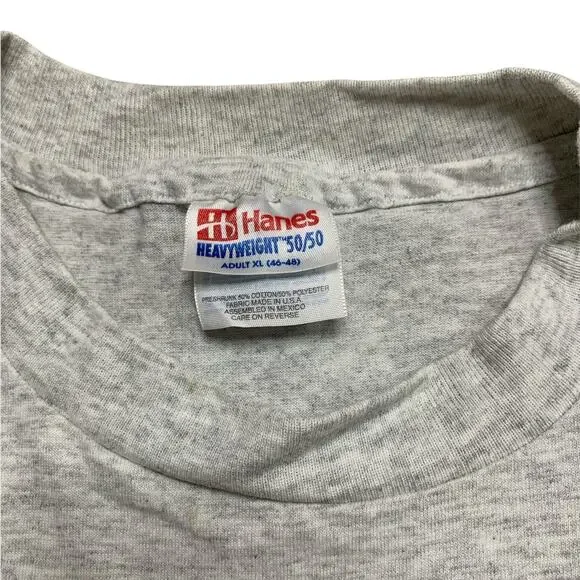 Hanes
HEAVYWEIGHT™ 50/50
ADULT XL (46-48)
PRESHRUNK 50% COTTON/50% POLYESTER
FABRIC MADE IN U.S.A.
ASSEMBLED IN MEXICO
CARE ON REVERSE